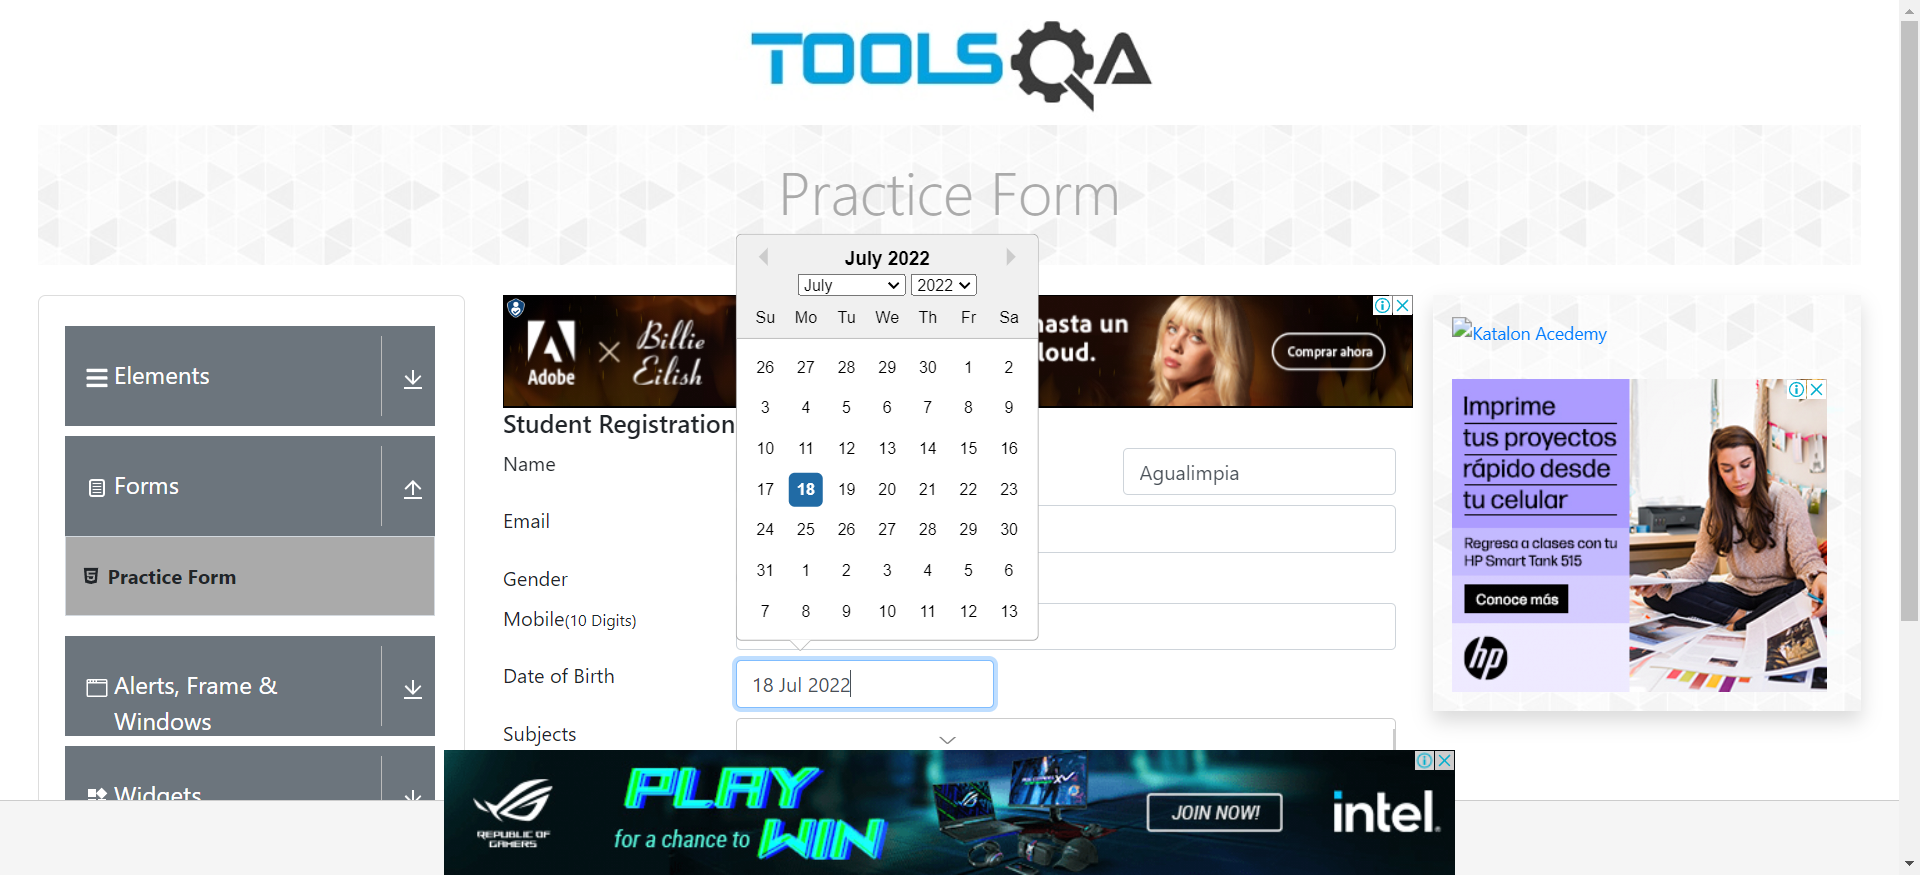 TOOLSQA
Practice Form
Elements
Forms
Practice Form
Alerts, Frame &
Windows
Widgets
Adobe
×
Billie
Eilish
hasta un
loud.
Comprar ahora
July 2022
July
2022
Su Mo Tu We Th Fr Sa
26 27 28 29 30 1 2
3 4 5 6 7 8 9
10 11 12 13 14 15 16
17 18 19 20 21 22 23
24 25 26 27 28 29 30
31 1 2 3 4 5 6
7 8 9 10 11 12 13
Student Registration
Name
Agualimpia
Email
Gender
Mobile(10 Digits)
Date of Birth
18 Jul 2022
Subjects
Katalon Acedemy
Imprime
tus proyectos
rápido desde
tu celular
Regresa a clases con tu
HP Smart Tank 515
Conoce más
hp
REPUBLIC OF
GAMERS
PLAY
for a chance to WIN
JOIN NOW!
intel.